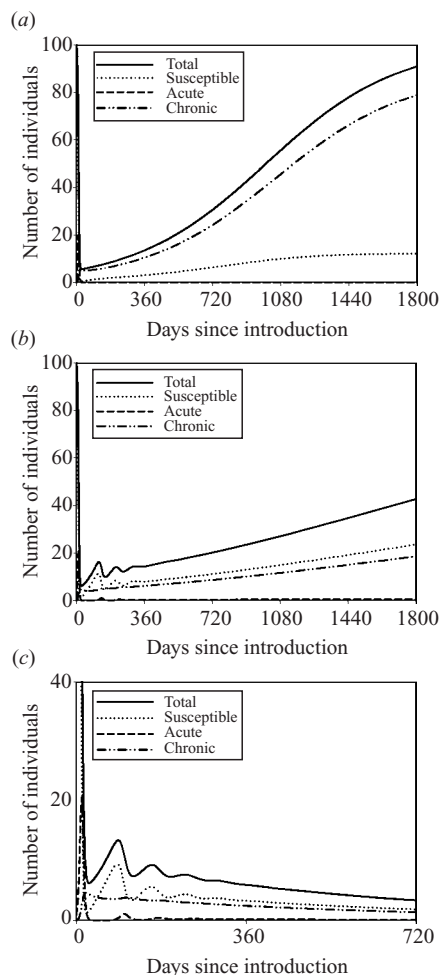 (a)
100
80
60
40
20
0
Number of individuals
Total
Susceptible
Acute
Chronic
0 360 720 1080 1440 1800
Days since introduction
(b)
100
80
60
40
20
0
Number of individuals
Total
Susceptible
Acute
Chronic
0 360 720 1080 1440 1800
Days since introduction
(c)
40
20
0
Number of individuals
Total
Susceptible
Acute
Chronic
0 360 720
Days since introduction